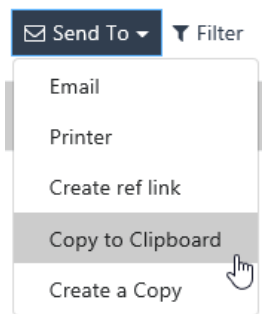 Send To Filter
Email
Printer
Create ref link
Copy to Clipboard
Create a Copy